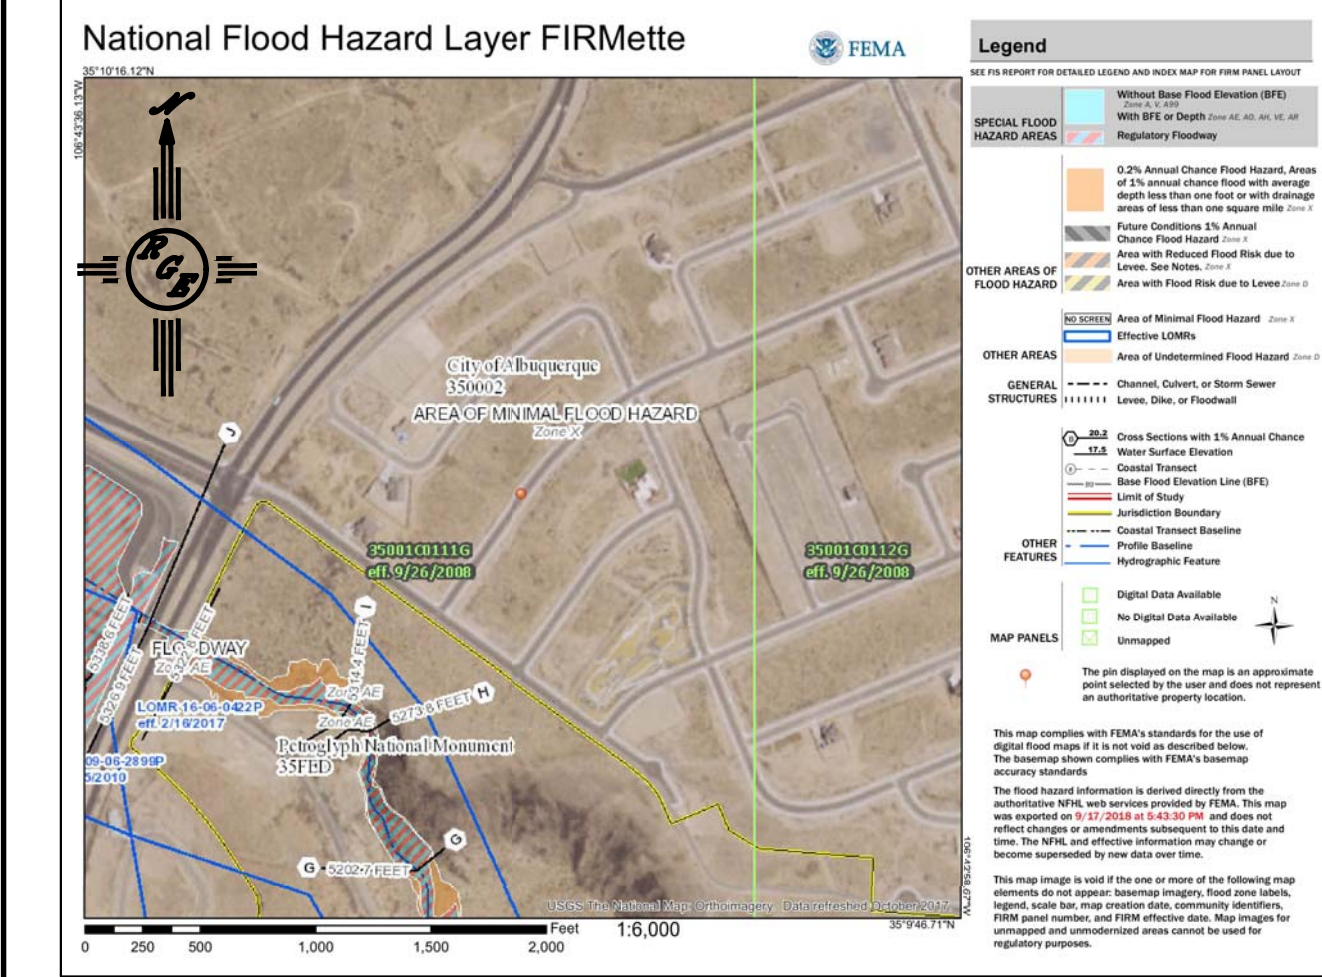 National Flood Hazard Layer FIRMette
FEMA
35°10'16.12"N
106°43'36.13"W
N
RGE
City of Albuquerque
350002
AREA OF MINIMAL FLOOD HAZARD
Zone X
J
35001C0111G
eff. 9/26/2008
35001C0112G
eff. 9/26/2008
I
5338.6 FEET
5326.9 FEET
5322.8 FEET
FLOODWAY
Zone AE
5314.4 FEET
Zone AE
LOMR 16-06-0422P
eff. 2/16/2017
Zone AE
5273.8 FEET
H
Petroglyph National Monument
35FED
09-06-2899P
5/2010
G
5202.7 FEET
G
USGS The National Map: Orthoimagery. Data refreshed October 2017.
106°42'58.67"W
35°9'46.71"N
Feet
1:6,000
0
250
500
1,000
1,500
2,000
Legend
SEE FIS REPORT FOR DETAILED LEGEND AND INDEX MAP FOR FIRM PANEL LAYOUT
SPECIAL FLOOD
HAZARD AREAS
Without Base Flood Elevation (BFE)
Zone A, V, A99
With BFE or Depth Zone AE, AO, AH, VE, AR
Regulatory Floodway
0.2% Annual Chance Flood Hazard, Areas
of 1% annual chance flood with average
depth less than one foot or with drainage
areas of less than one square mile Zone X
Future Conditions 1% Annual
Chance Flood Hazard Zone X
Area with Reduced Flood Risk due to
Levee. See Notes. Zone X
Area with Flood Risk due to Levee Zone D
OTHER AREAS OF
FLOOD HAZARD
NO SCREEN Area of Minimal Flood Hazard Zone X
Effective LOMRs
OTHER AREAS
Area of Undetermined Flood Hazard Zone D
GENERAL
STRUCTURES
Channel, Culvert, or Storm Sewer
Levee, Dike, or Floodwall
B 20.2 Cross Sections with 1% Annual Chance
17.5 Water Surface Elevation
8 Coastal Transect
513 Base Flood Elevation Line (BFE)
Limit of Study
Jurisdiction Boundary
Coastal Transect Baseline
OTHER
FEATURES
Profile Baseline
Hydrographic Feature
Digital Data Available
No Digital Data Available
N
MAP PANELS
Unmapped
The pin displayed on the map is an approximate
point selected by the user and does not represent
an authoritative property location.
This map complies with FEMA's standards for the use of
digital flood maps if it is not void as described below.
The basemap shown complies with FEMA's basemap
accuracy standards
The flood hazard information is derived directly from the
authoritative NFHL web services provided by FEMA. This map
was exported on 9/17/2018 at 5:43:30 PM and does not
reflect changes or amendments subsequent to this date and
time. The NFHL and effective information may change or
become superseded by new data over time.
This map image is void if the one or more of the following map
elements do not appear: basemap imagery, flood zone labels,
legend, scale bar, map creation date, community identifiers,
FIRM panel number, and FIRM effective date. Map images for
unmapped and unmodernized areas cannot be used for
regulatory purposes.